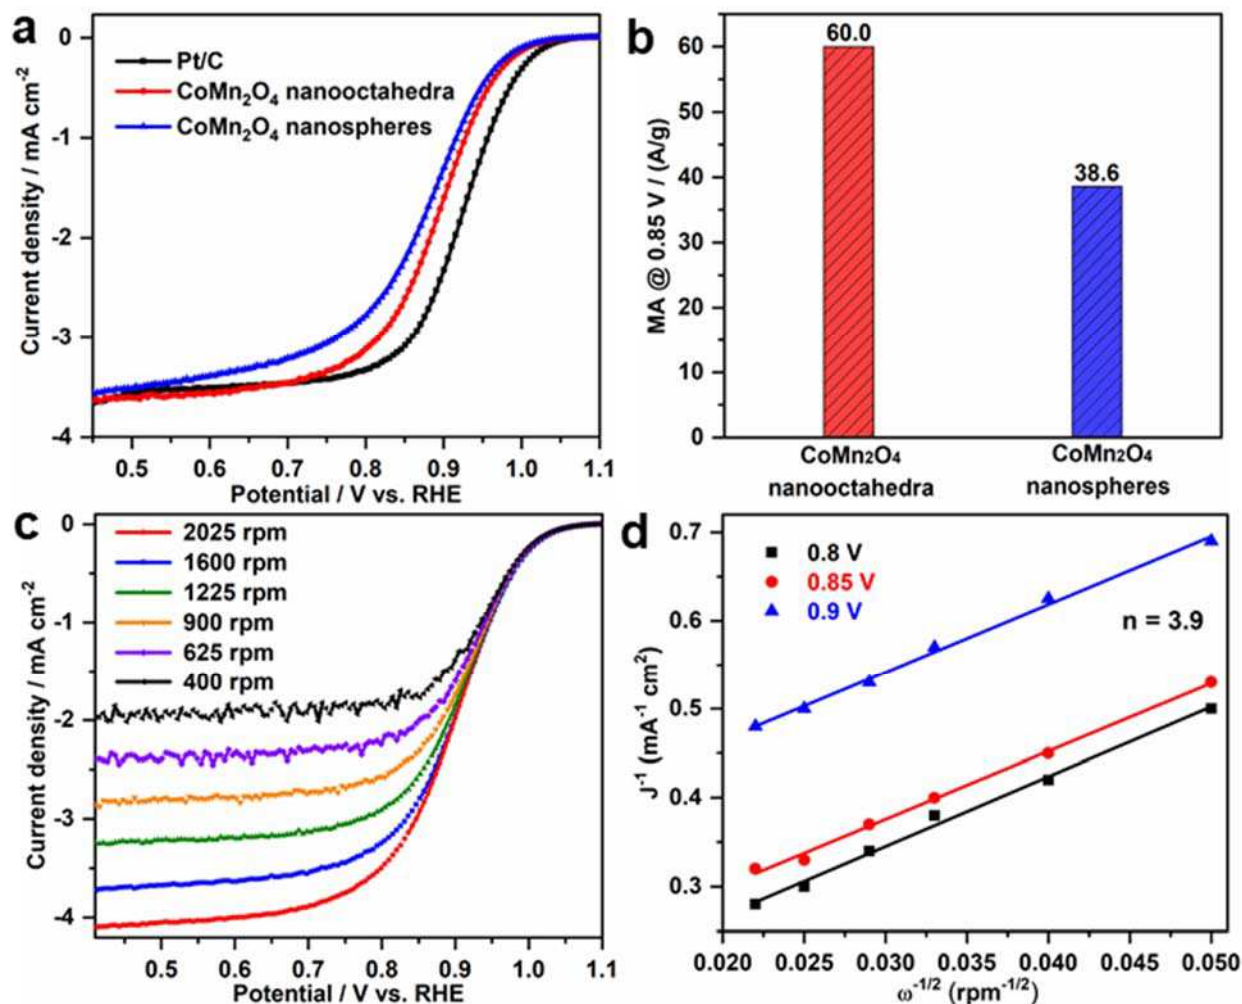 a
Pt/C
CoMn₂O₄ nanooctahedra
CoMn₂O₄ nanospheres
Current density / mA cm⁻²
0
-1
-2
-3
-4
0.5 0.6 0.7 0.8 0.9 1.0 1.1
Potential / V vs. RHE
b
MA @ 0.85 V / (A/g)
60
50
40
30
20
10
0
60.0
38.6
CoMn₂O₄
nanooctahedra
CoMn₂O₄
nanospheres
c
2025 rpm
1600 rpm
1225 rpm
900 rpm
625 rpm
400 rpm
Current density / mA cm⁻²
0
-1
-2
-3
-4
0.5 0.6 0.7 0.8 0.9 1.0 1.1
Potential / V vs. RHE
d
0.8 V
0.85 V
0.9 V
n = 3.9
J⁻¹ (mA⁻¹ cm²)
0.7
0.6
0.5
0.4
0.3
0.020 0.025 0.030 0.035 0.040 0.045 0.050
ω⁻¹/² (rpm⁻¹/²)